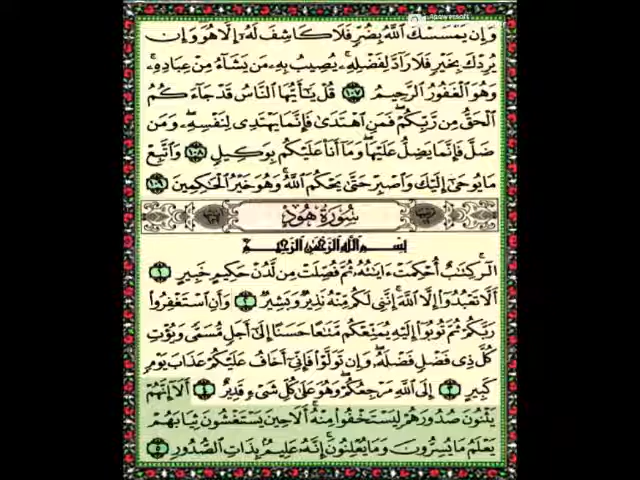 وَإِن يَمْسَسْكَ ٱللَّهُ بِضُرٍّ فَلَا كَاشِفَ لَهُۥٓ إِلَّا هُوَ وَإِن
يُرِدْكَ بِخَيْرٍ فَلَا رَآدَّ لِفَضْلِهِۦ يُصِيبُ بِهِۦ مَن يَشَآءُ مِنْ عِبَادِهِۦ
وَهُوَ ٱلْغَفُورُ ٱلرَّحِيمُ ١٠٧ قُلْ يَٰٓأَيُّهَا ٱلنَّاسُ قَدْ جَآءَكُمُ
ٱلْحَقُّ مِن رَّبِّكُمْ فَمَنِ ٱهْتَدَىٰ فَإِنَّمَا يَهْتَدِى لِنَفْسِهِۦ وَمَن
ضَلَّ فَإِنَّمَا يَضِلُّ عَلَيْهَا وَمَآ أَنَا۠ عَلَيْكُم بِوَكِيلٍ ١٠٨ وَٱتَّبِعْ
مَا يُوحَىٰٓ إِلَيْكَ وَٱصْبِرْ حَتَّىٰ يَحْكُمَ ٱللَّهُ وَهُوَ خَيْرُ ٱلْحَٰكِمِينَ ١٠٩
سُورَةُ هُودٍ
بِسْمِ ٱللَّهِ ٱلرَّحْمَٰنِ ٱلرَّحِيمِ
الٓر كِتَٰبٌ أُحْكِمَتْ ءَايَٰتُهُۥ ثُمَّ فُصِّلَتْ مِن لَّدُنْ حَكِيمٍ خَبِيرٍ ١
أَلَّا تَعْبُدُوٓا۟ إِلَّا ٱللَّهَ إِنَّنِى لَكُم مِّنْهُ نَذِيرٌ وَبَشِيرٌ ٢ وَأَنِ ٱسْتَغْفِرُوا۟
رَبَّكُمْ ثُمَّ تُوبُوٓا۟ إِلَيْهِ يُمَتِّعْكُم مَّتَٰعًا حَسَنًا إِلَىٰٓ أَجَلٍ مُّسَمًّى وَيُؤْتِ
كُلَّ ذِى فَضْلٍ فَضْلَهُۥ وَإِن تَوَلَّوْا۟ فَإِنِّىٓ أَخَافُ عَلَيْكُمْ عَذَابَ يَوْمٍ
كَبِيرٍ ٣ إِلَى ٱللَّهِ مَرْجِعُكُمْ وَهُوَ عَلَىٰ كُلِّ شَىْءٍ قَدِيرٌ ٤ أَلَآ إِنَّهُمْ
يَثْنُونَ صُدُورَهُمْ لِيَسْتَخْفُوا۟ مِنْهُ أَلَا حِينَ يَسْتَغْشُونَ ثِيَابَهُمْ
يَعْلَمُ مَا يُسِرُّونَ وَمَا يُعْلِنُونَ إِنَّهُۥ عَلِيمٌۢ بِذَاتِ ٱلصُّدُورِ ٥